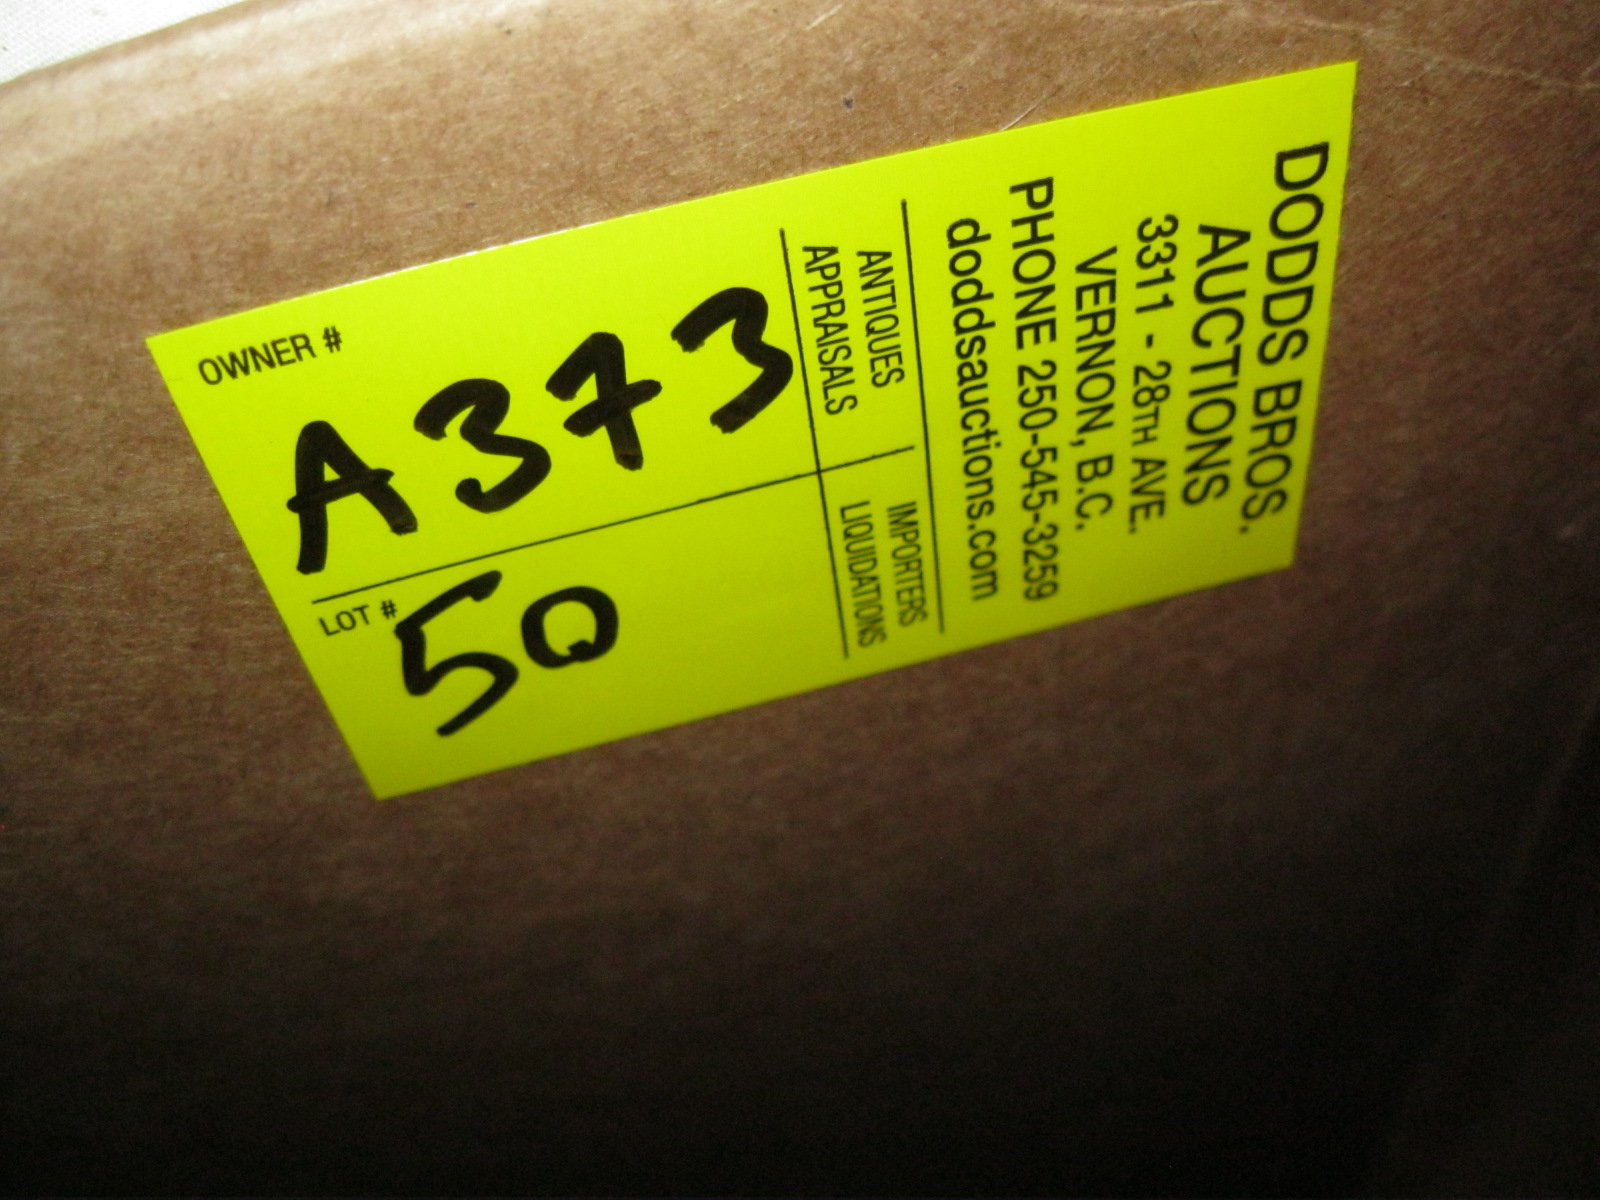 DODDS BROS.
AUCTIONS
3311 - 28TH AVE.
VERNON, B.C.
PHONE 250-545-3259
doddsauctions.com
ANTIQUES
APPRAISALS
IMPORTERS
LIQUIDATIONS
OWNER #
A373
LOT #
50